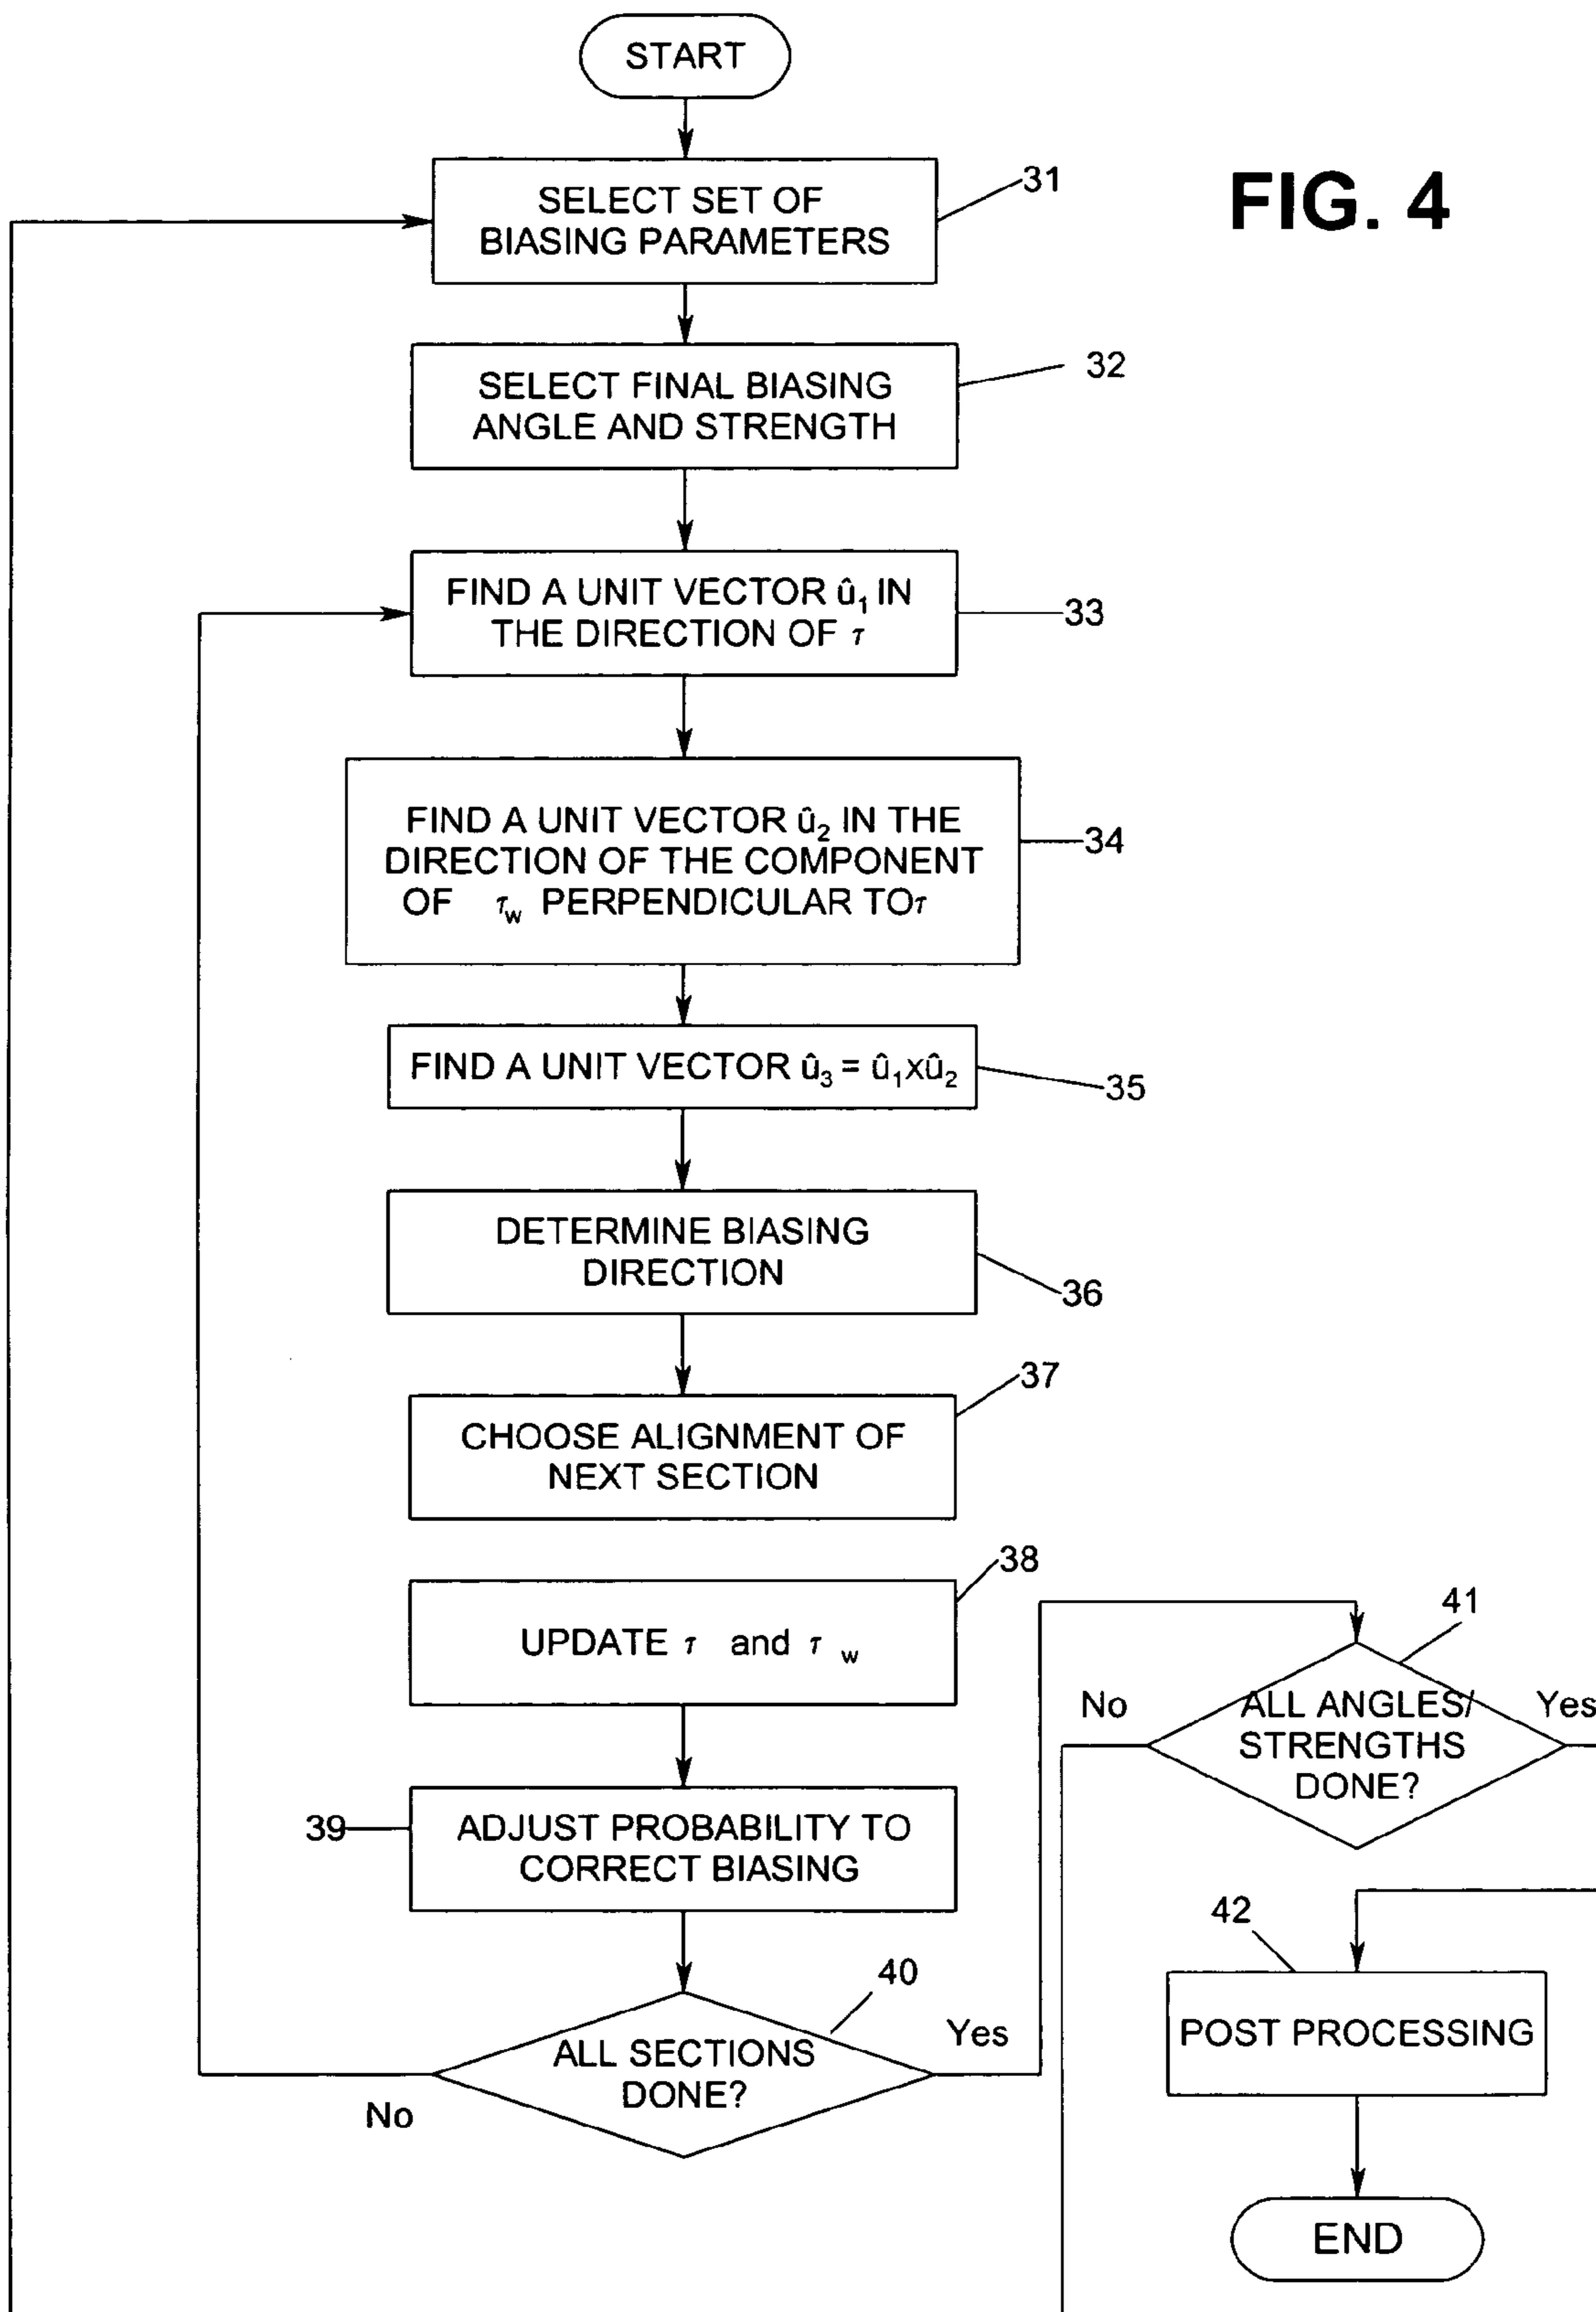 START
FIG. 4
31
SELECT SET OF
BIASING PARAMETERS
32
SELECT FINAL BIASING
ANGLE AND STRENGTH
33
FIND A UNIT VECTOR û₁ IN
THE DIRECTION OF τ
34
FIND A UNIT VECTOR û₂ IN THE
DIRECTION OF THE COMPONENT
OF τw PERPENDICULAR TOτ
35
FIND A UNIT VECTOR û₃ = û₁xû₂
36
DETERMINE BIASING
DIRECTION
37
CHOOSE ALIGNMENT OF
NEXT SECTION
38
UPDATE τ and τ w
39
ADJUST PROBABILITY TO
CORRECT BIASING
40
ALL SECTIONS
DONE?
No
Yes
41
ALL ANGLES/
STRENGTHS
DONE?
No
Yes
42
POST PROCESSING
END